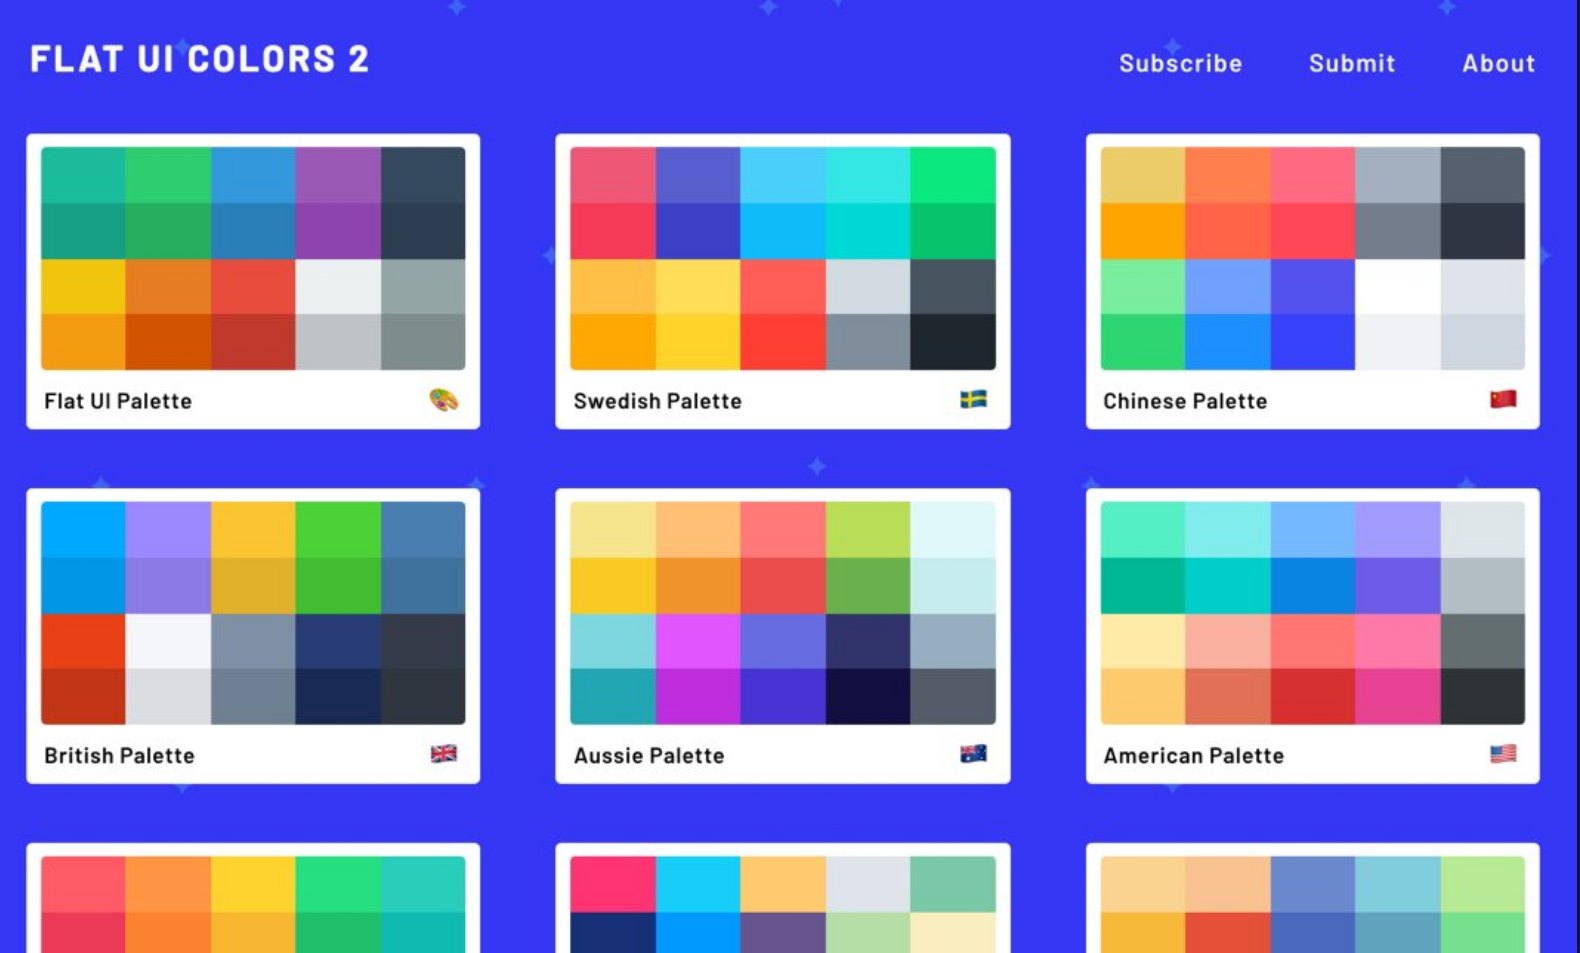 FLAT UI COLORS 2
Subscribe
Submit
About
Flat UI Palette
Swedish Palette
Chinese Palette
British Palette
Aussie Palette
American Palette